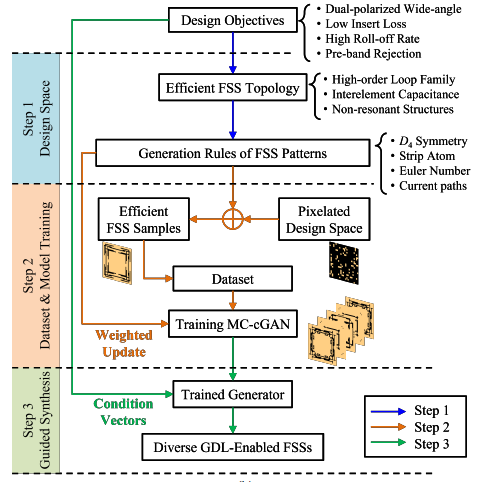 Design Objectives
• Dual-polarized Wide-angle
• Low Insert Loss
• High Roll-off Rate
• Pre-band Rejection
Step 1
Design Space
Efficient FSS Topology
• High-order Loop Family
• Interelement Capacitance
• Non-resonant Structures
Generation Rules of FSS Patterns
• D4 Symmetry
• Strip Atom
• Euler Number
• Current paths
Step 2
Dataset & Model Training
Efficient
FSS Samples
Pixelated
Design Space
Dataset
Training MC-cGAN
Weighted
Update
Step 3
Guided Synthesis
Condition
Vectors
Trained Generator
Diverse GDL-Enabled FSSs
Step 1
Step 2
Step 3